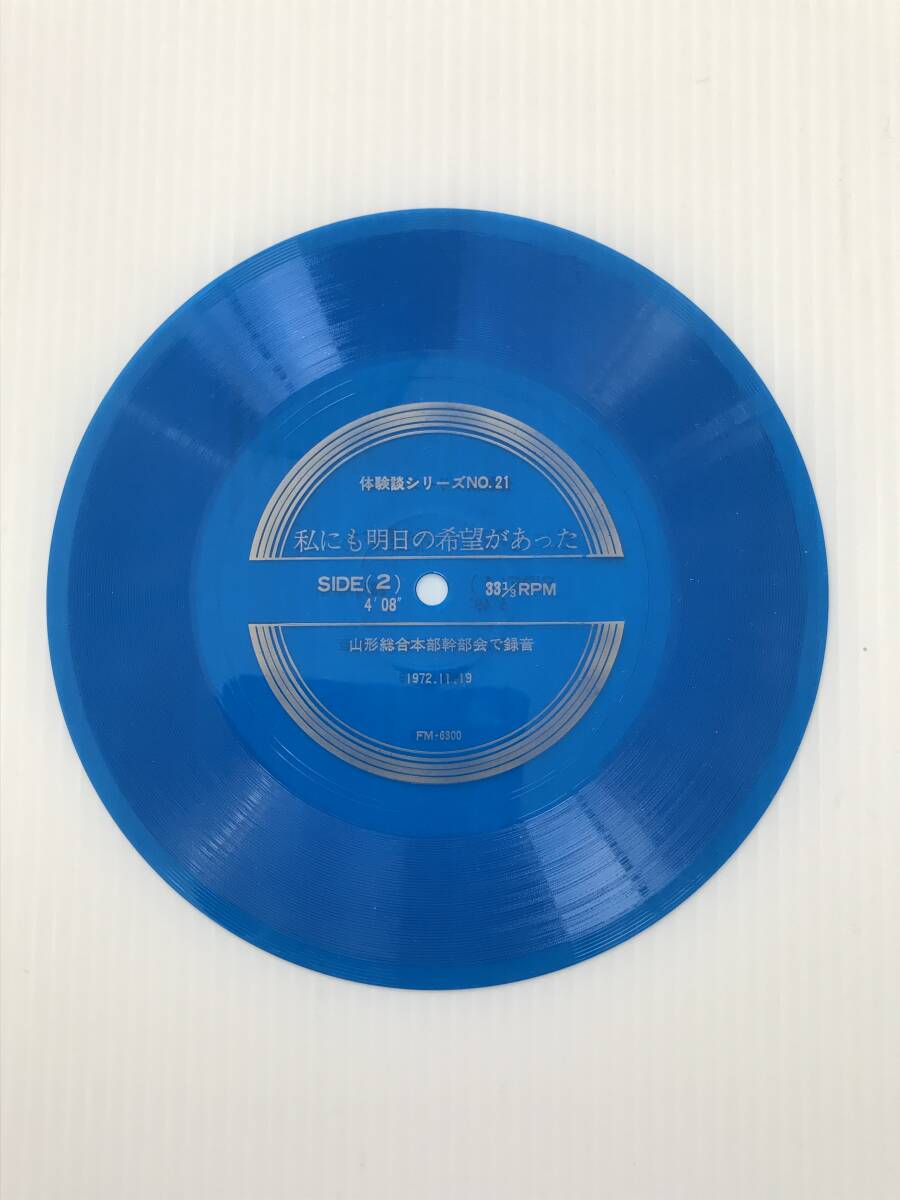 体験談シリーズNO.21
私にも明日の希望があった
SIDE(2) 33⅓RPM
4'08"
山形総合本部幹部会で録音
1972.11.19
FM-6300